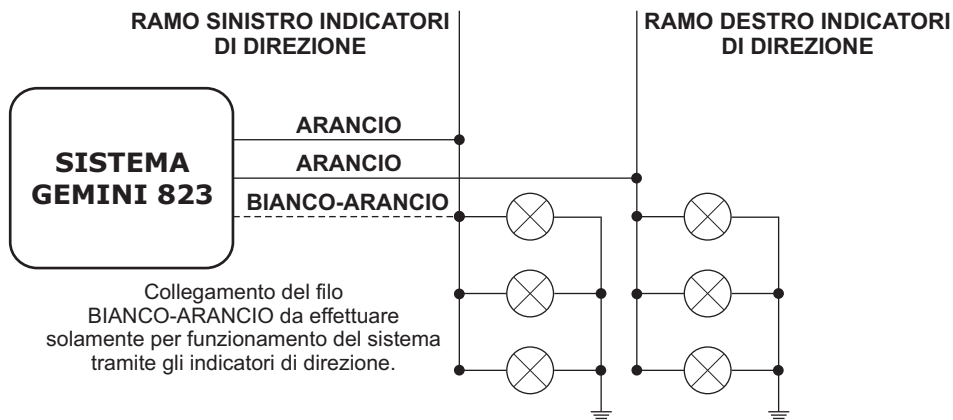 RAMO SINISTRO INDICATORI
DI DIREZIONE
RAMO DESTRO INDICATORI
DI DIREZIONE
SISTEMA
GEMINI 823
ARANCIO
ARANCIO
BIANCO-ARANCIO
Collegamento del filo
BIANCO-ARANCIO da effettuare
solamente per funzionamento del sistema
tramite gli indicatori di direzione.